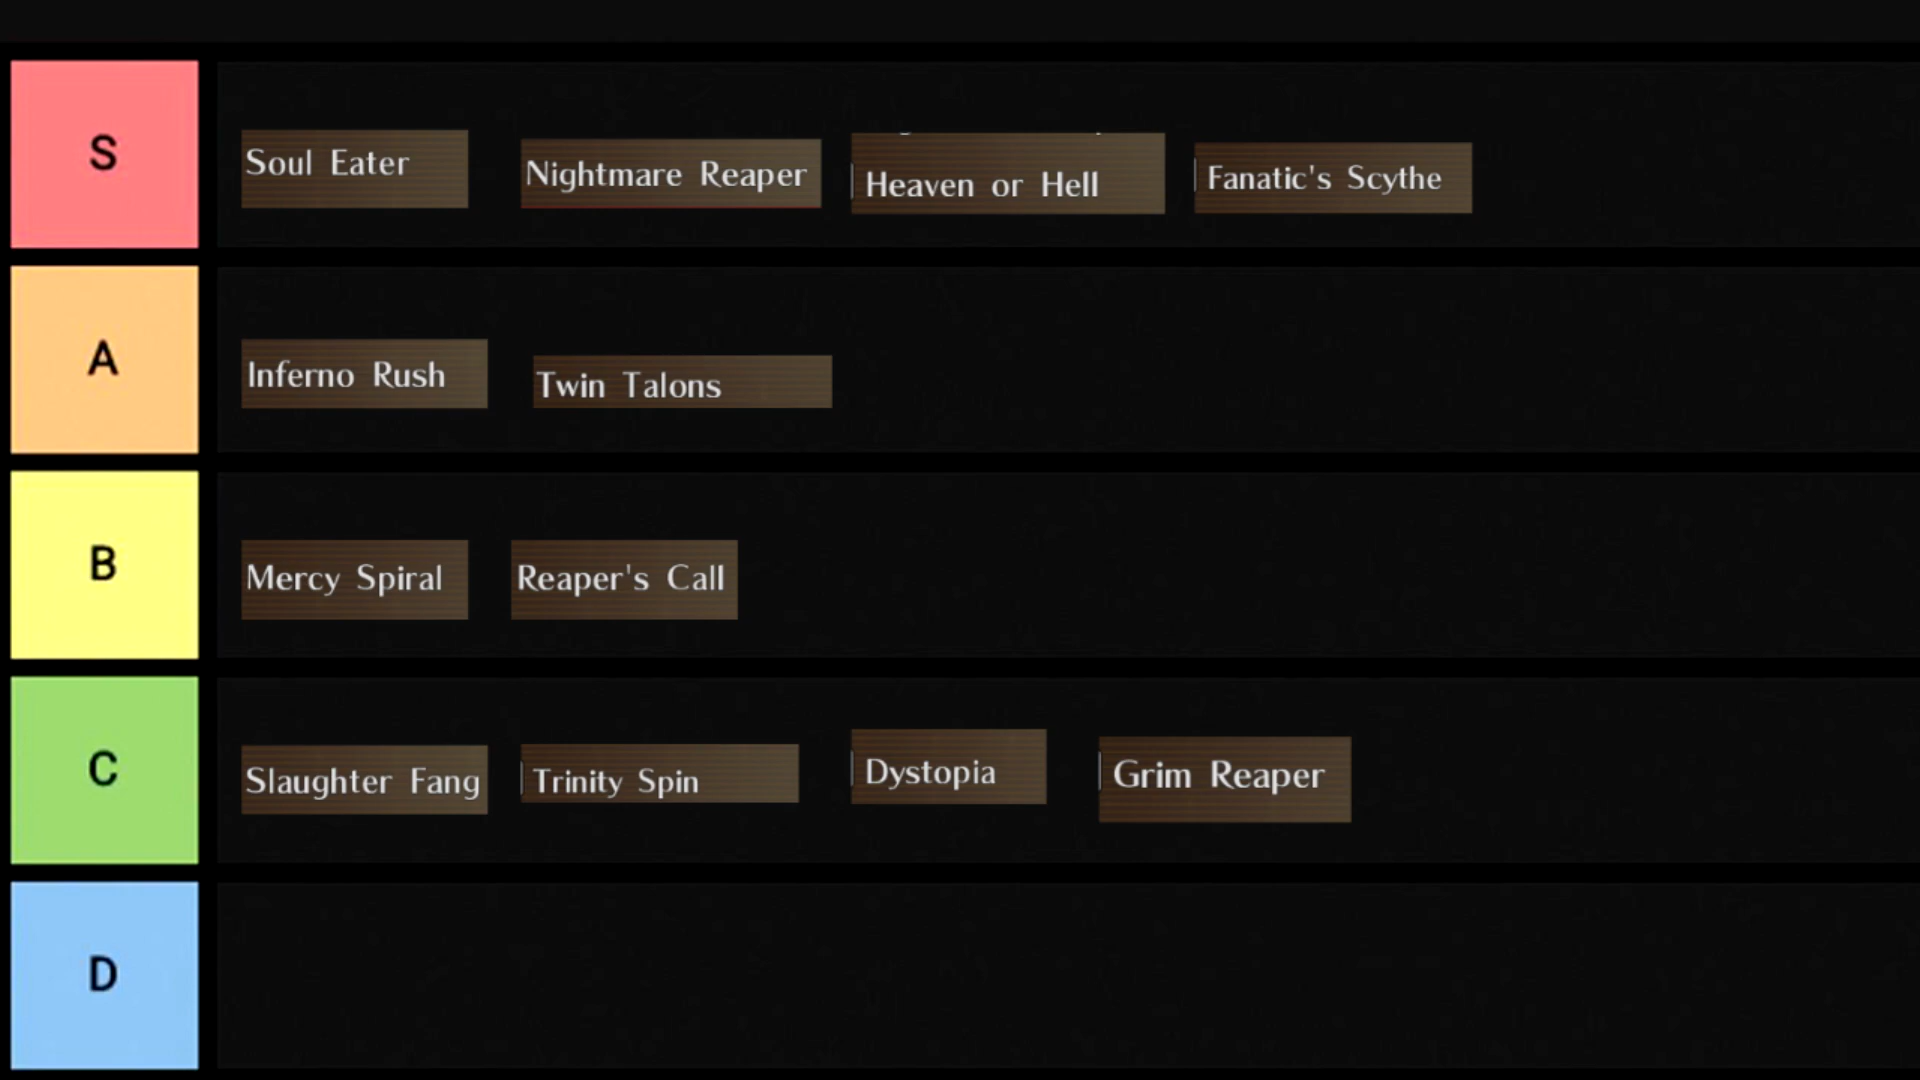 S
Soul Eater
Nightmare Reaper
Heaven or Hell
Fanatic's Scythe
A
Inferno Rush
Twin Talons
B
Mercy Spiral
Reaper's Call
C
Slaughter Fang
Trinity Spin
Dystopia
Grim Reaper
D